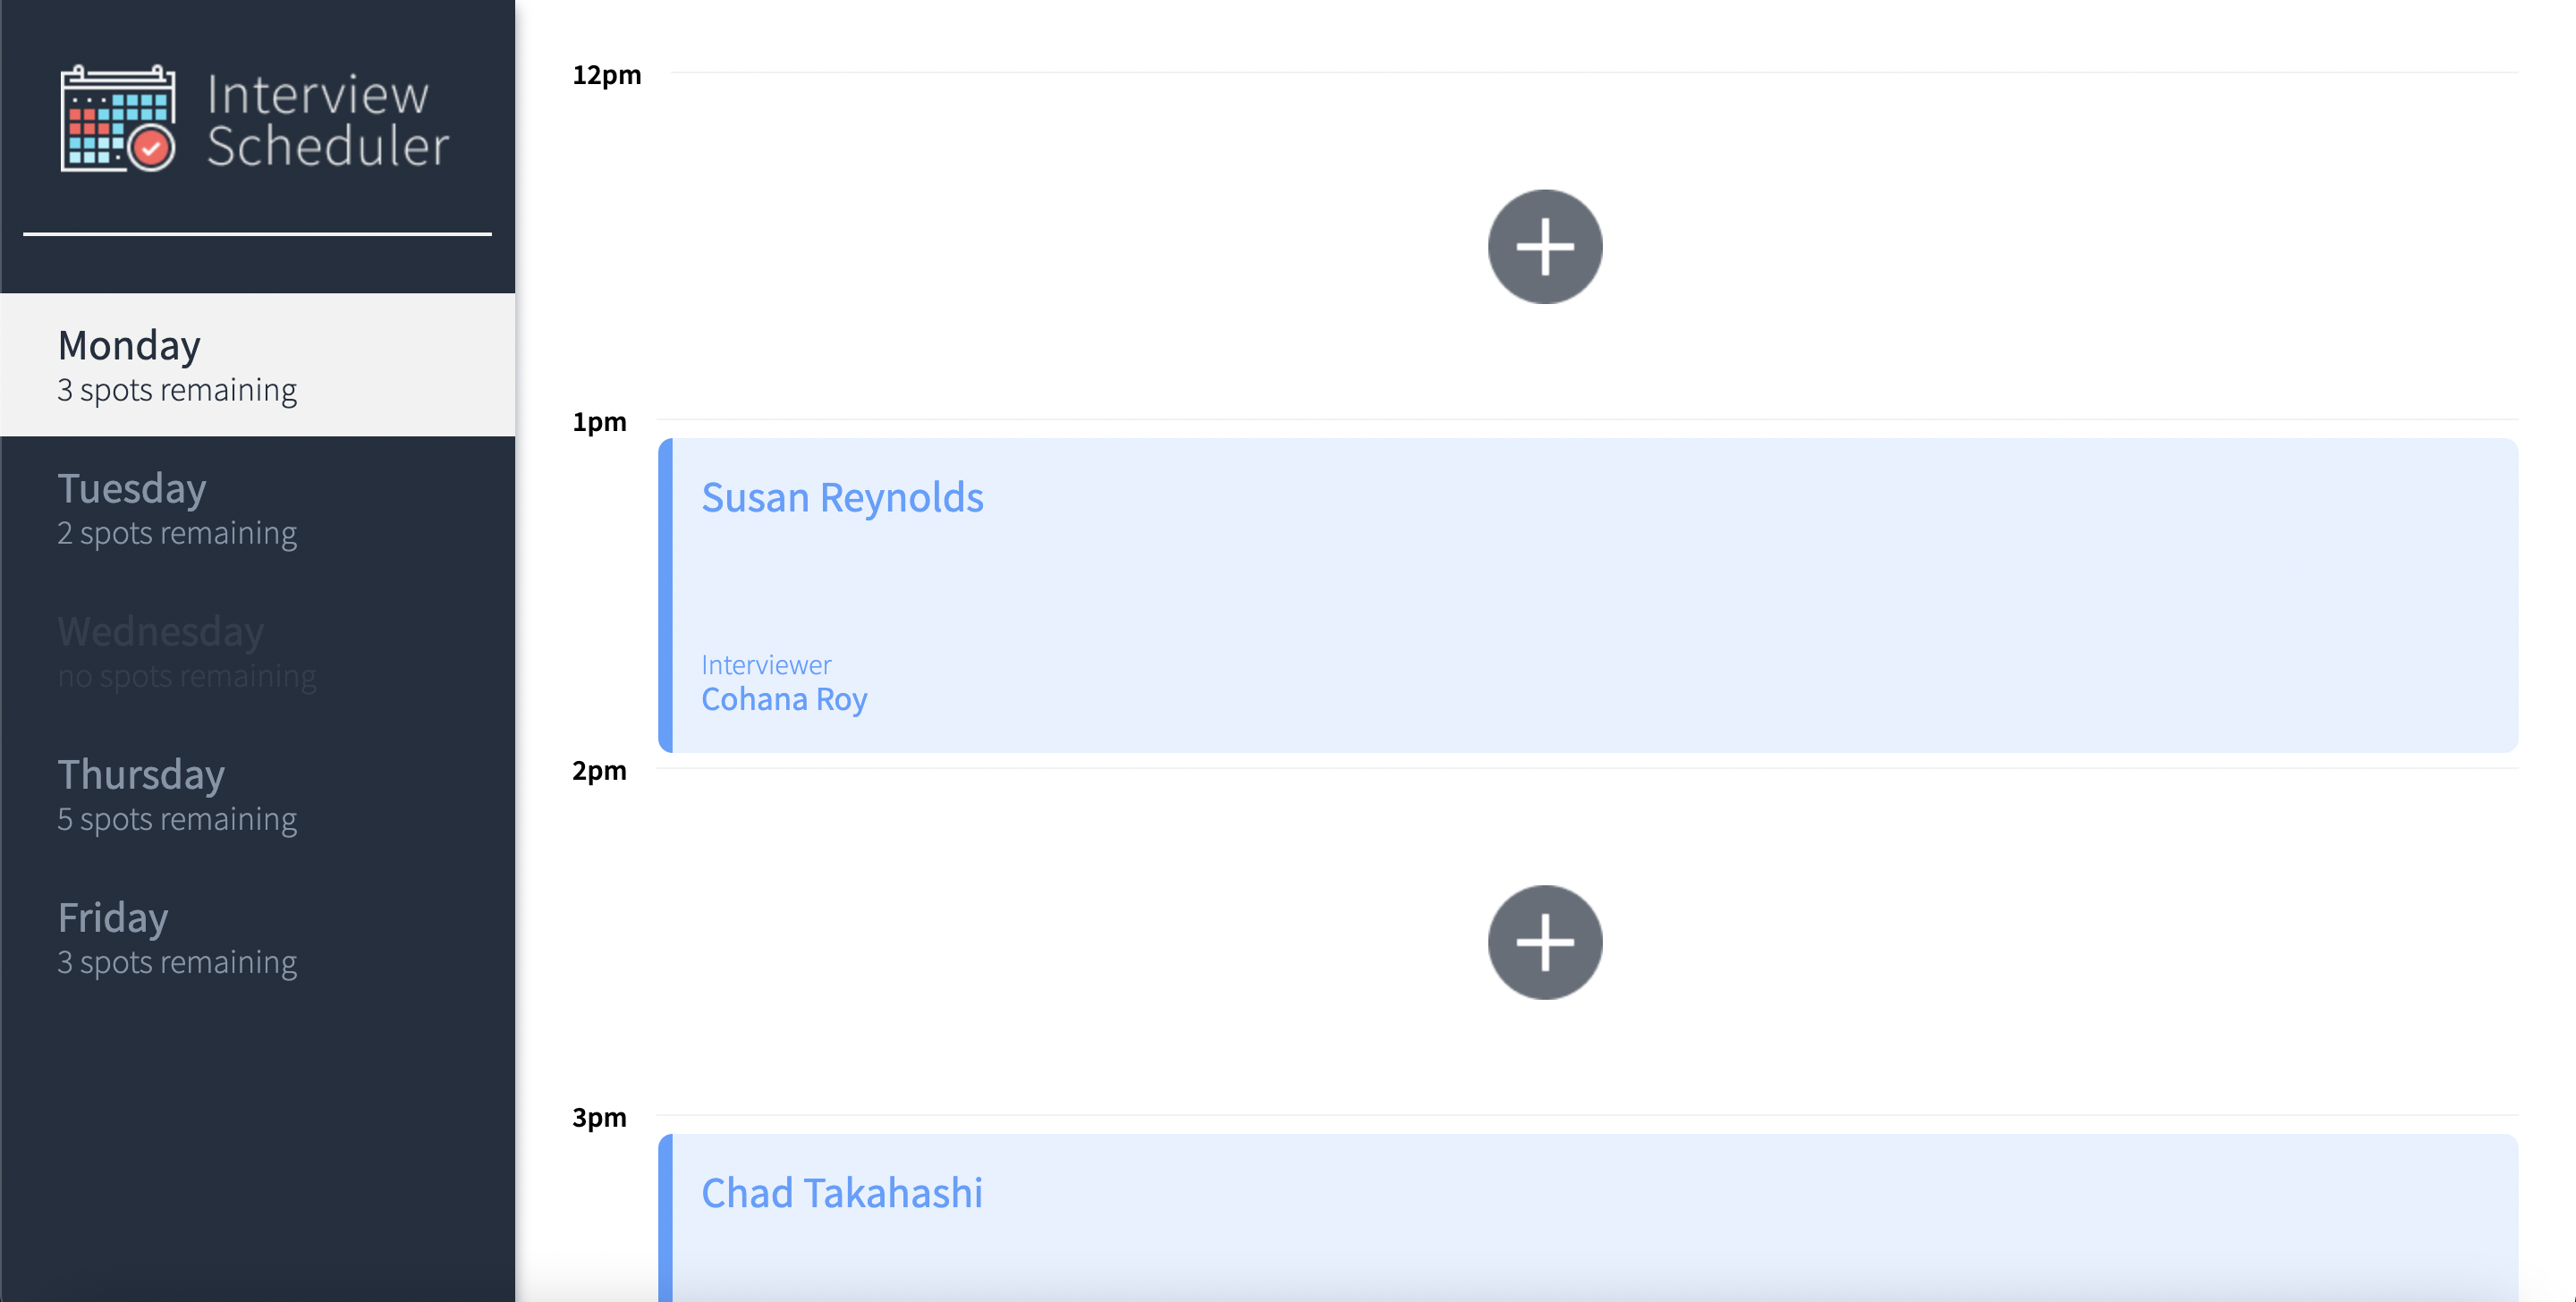 Interview
Scheduler
Monday
3 spots remaining
Tuesday
2 spots remaining
Wednesday
no spots remaining
Thursday
5 spots remaining
Friday
3 spots remaining
12pm
1pm
Susan Reynolds
Interviewer
Cohana Roy
2pm
3pm
Chad Takahashi